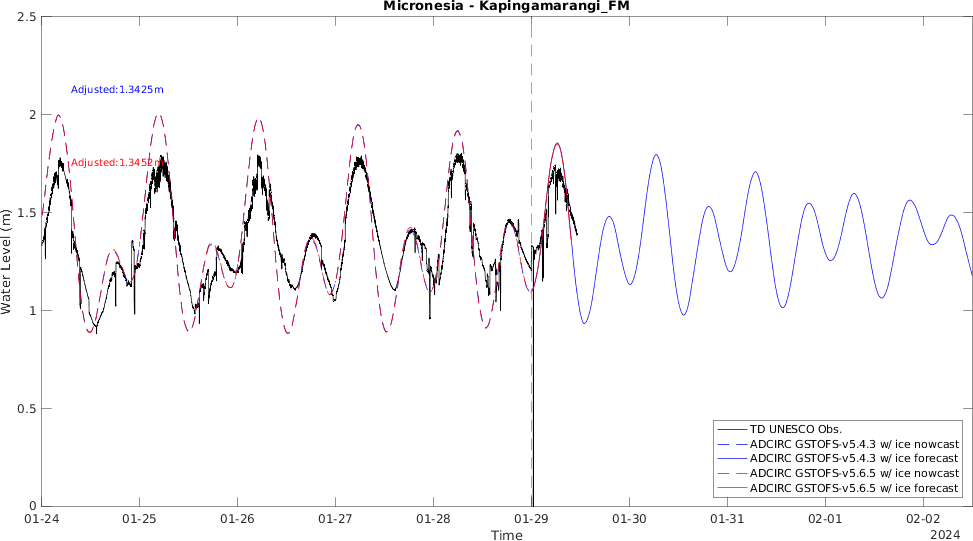 Micronesia - Kapingamarangi_FM
2.5
2
1.5
1
0.5
0
Water Level (m)
Adjusted:1.3425m
Adjusted:1.3452m
TD UNESCO Obs.
ADCIRC GSTOFS-v5.4.3 w/ ice nowcast
ADCIRC GSTOFS-v5.4.3 w/ ice forecast
ADCIRC GSTOFS-v5.6.5 w/ ice nowcast
ADCIRC GSTOFS-v5.6.5 w/ ice forecast
01-24 01-25 01-26 01-27 01-28 01-29 01-30 01-31 02-01 02-02
Time
2024